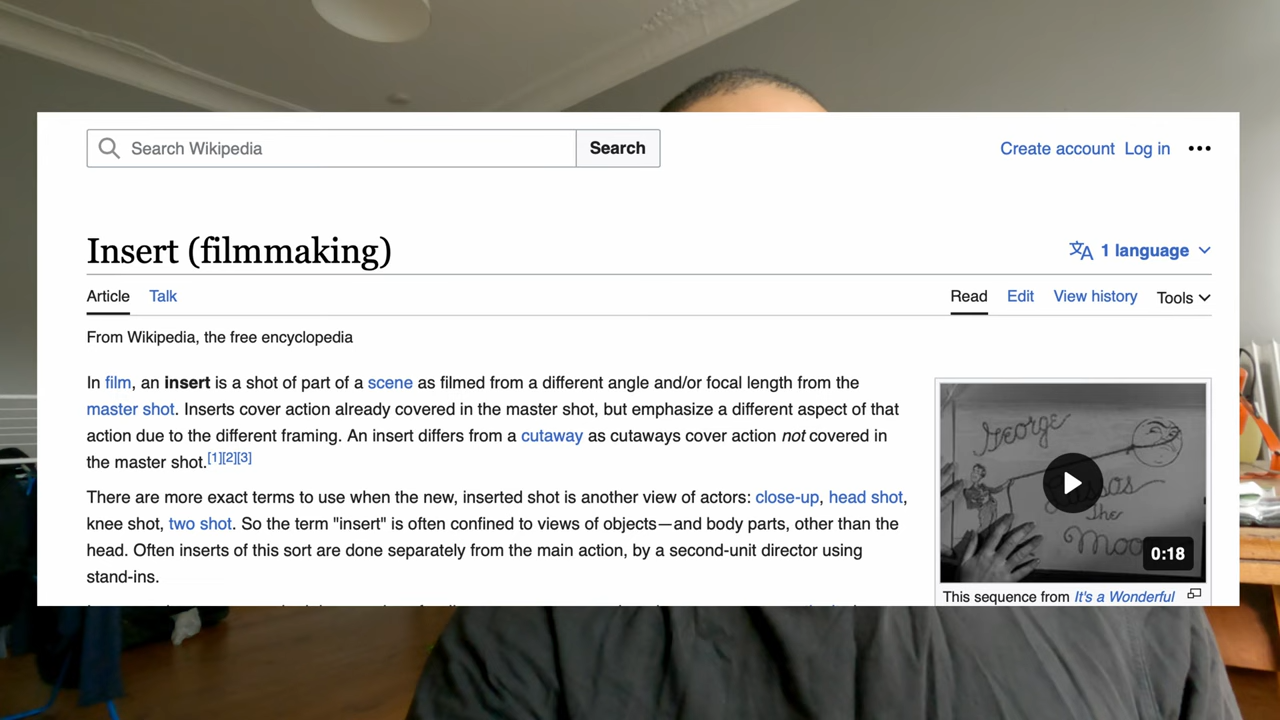 Search Wikipedia
Search
Create account Log in
Insert (filmmaking)
1 language
Article Talk
Read Edit View history Tools
From Wikipedia, the free encyclopedia
In film, an insert is a shot of part of a scene as filmed from a different angle and/or focal length from the
master shot. Inserts cover action already covered in the master shot, but emphasize a different aspect of that
action due to the different framing. An insert differs from a cutaway as cutaways cover action not covered in
the master shot.[1][2][3]
There are more exact terms to use when the new, inserted shot is another view of actors: close-up, head shot,
knee shot, two shot. So the term "insert" is often confined to views of objects—and body parts, other than the
head. Often inserts of this sort are done separately from the main action, by a second-unit director using
stand-ins.
George
The
Moo
0:18
This sequence from It's a Wonderful